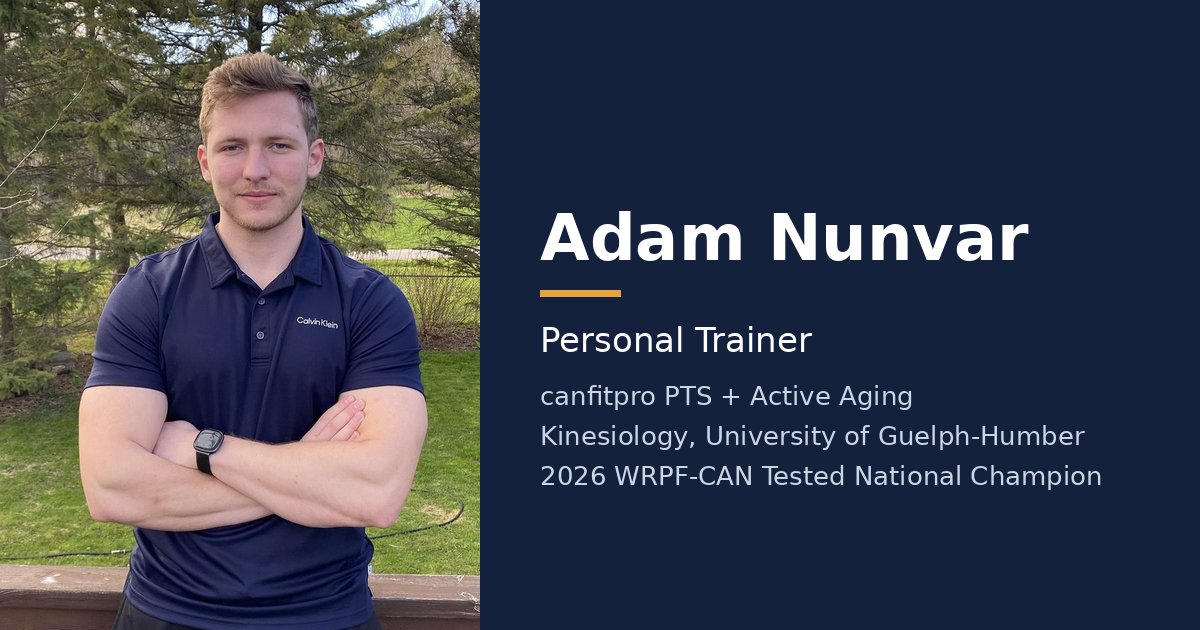 Calvin Klein
Adam Nunvar
Personal Trainer
canfitpro PTS + Active Aging
Kinesiology, University of Guelph-Humber
2026 WRPF-CAN Tested National Champion